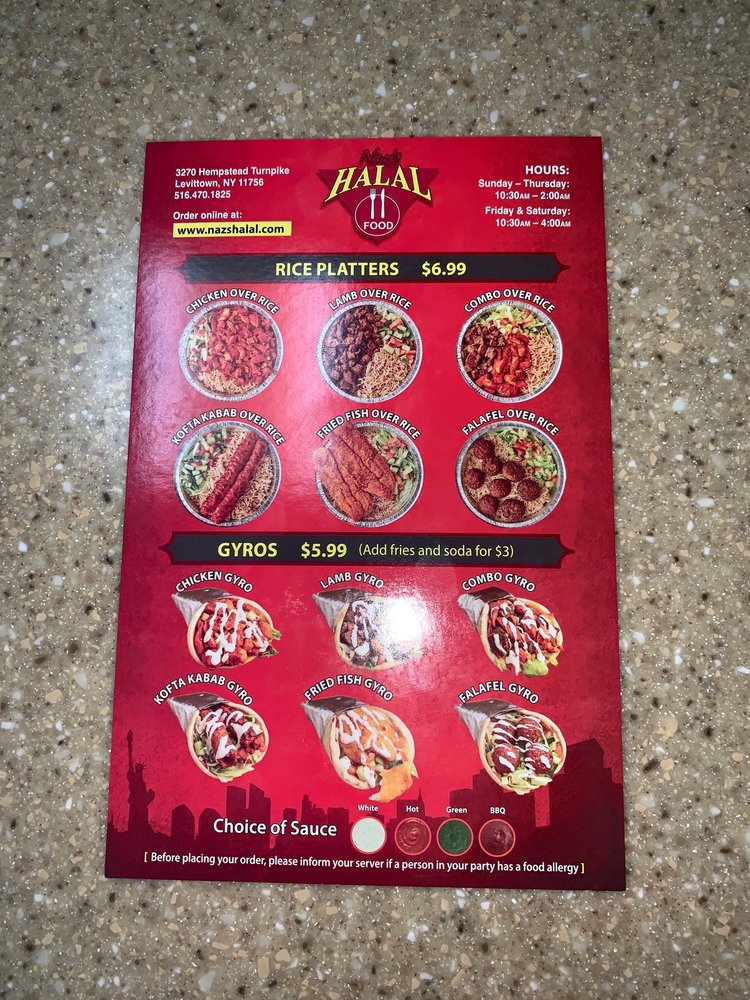 3270 Hempstead Turnpike
Levittown, NY 11756
516.470.1825
Order online at:
www.nazshalal.com
Naz's
HALAL
FOOD
HOURS:
Sunday – Thursday:
10:30AM – 2:00AM
Friday & Saturday:
10:30AM – 4:00AM
RICE PLATTERS $6.99
CHICKEN OVER RICE
LAMB OVER RICE
COMBO OVER RICE
KOFTA KABAB OVER RICE
FRIED FISH OVER RICE
FALAFEL OVER RICE
GYROS $5.99 (Add fries and soda for $3)
CHICKEN GYRO
LAMB GYRO
COMBO GYRO
KOFTA KABAB GYRO
FRIED FISH GYRO
FALAFEL GYRO
Choice of Sauce
White
Hot
Green
BBQ
[ Before placing your order, please inform your server if a person in your party has a food allergy ]